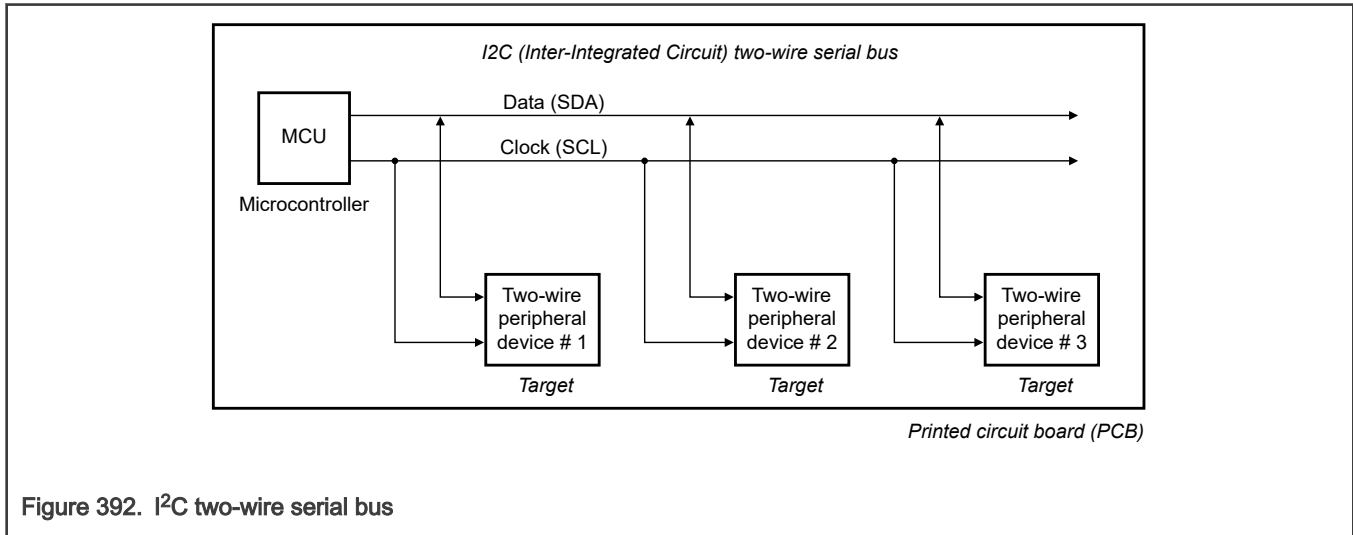 I2C (Inter-Integrated Circuit) two-wire serial bus
Data (SDA)
MCU
Clock (SCL)
Microcontroller
Two-wire
peripheral
device # 1
Two-wire
peripheral
device # 2
Two-wire
peripheral
device # 3
Target
Target
Target
Printed circuit board (PCB)
Figure 392. I²C two-wire serial bus